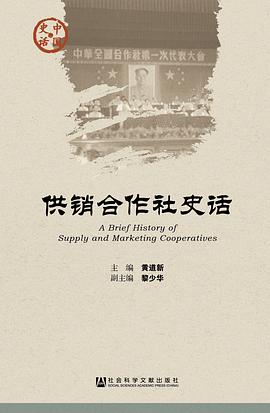 中国
史话
中華全國合作社第一次代表大会
供销合作社史话
A Brief History of
Supply and Marketing Cooperatives
主 编 黄道新
副主编 黎少华
社会科学文献出版社
SOCIAL SCIENCES ACADEMIC PRESS (CHINA)